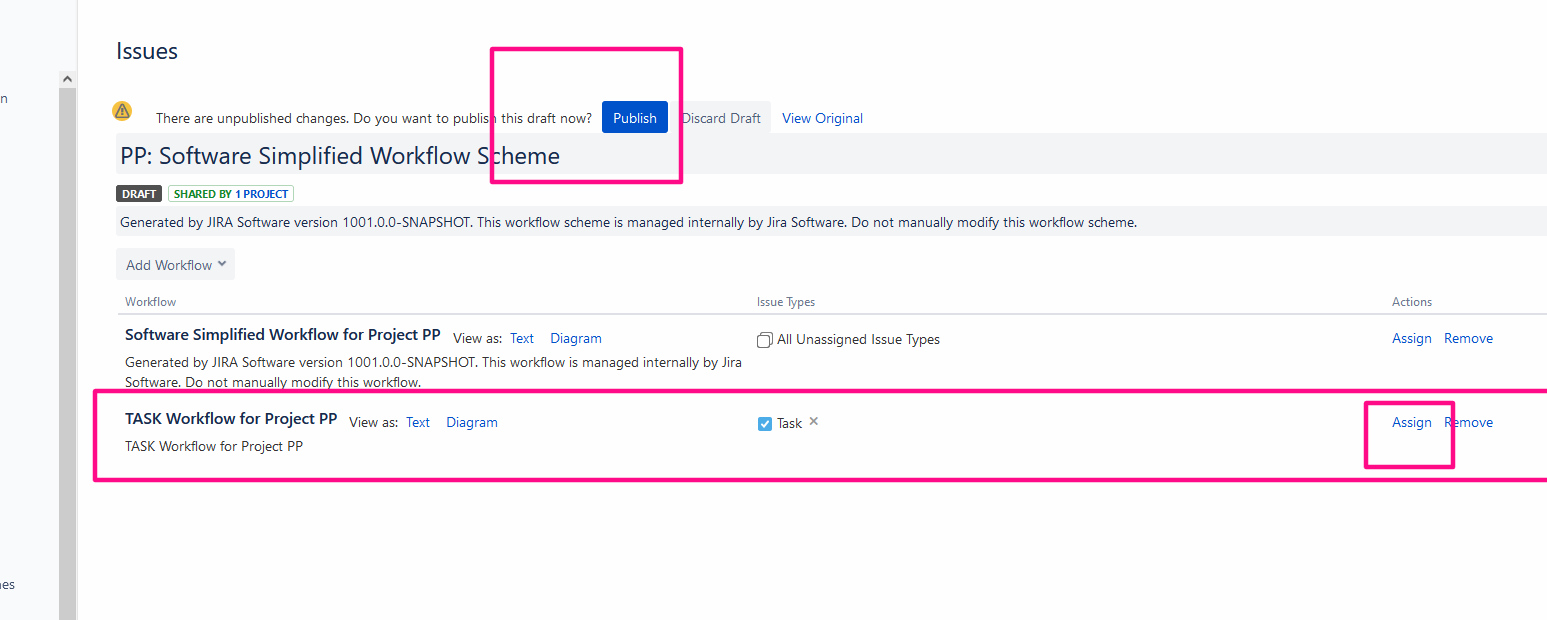 Issues
n
There are unpublished changes. Do you want to publish this draft now? Publish Discard Draft View Original
PP: Software Simplified Workflow Scheme
DRAFT SHARED BY 1 PROJECT
Generated by JIRA Software version 1001.0.0-SNAPSHOT. This workflow scheme is managed internally by Jira Software. Do not manually modify this workflow scheme.
Add Workflow
Workflow Issue Types Actions
Software Simplified Workflow for Project PP View as: Text Diagram All Unassigned Issue Types Assign Remove
Generated by JIRA Software version 1001.0.0-SNAPSHOT. This workflow is managed internally by Jira
Software. Do not manually modify this workflow.
TASK Workflow for Project PP View as: Text Diagram Task Assign Remove
TASK Workflow for Project PP
nes